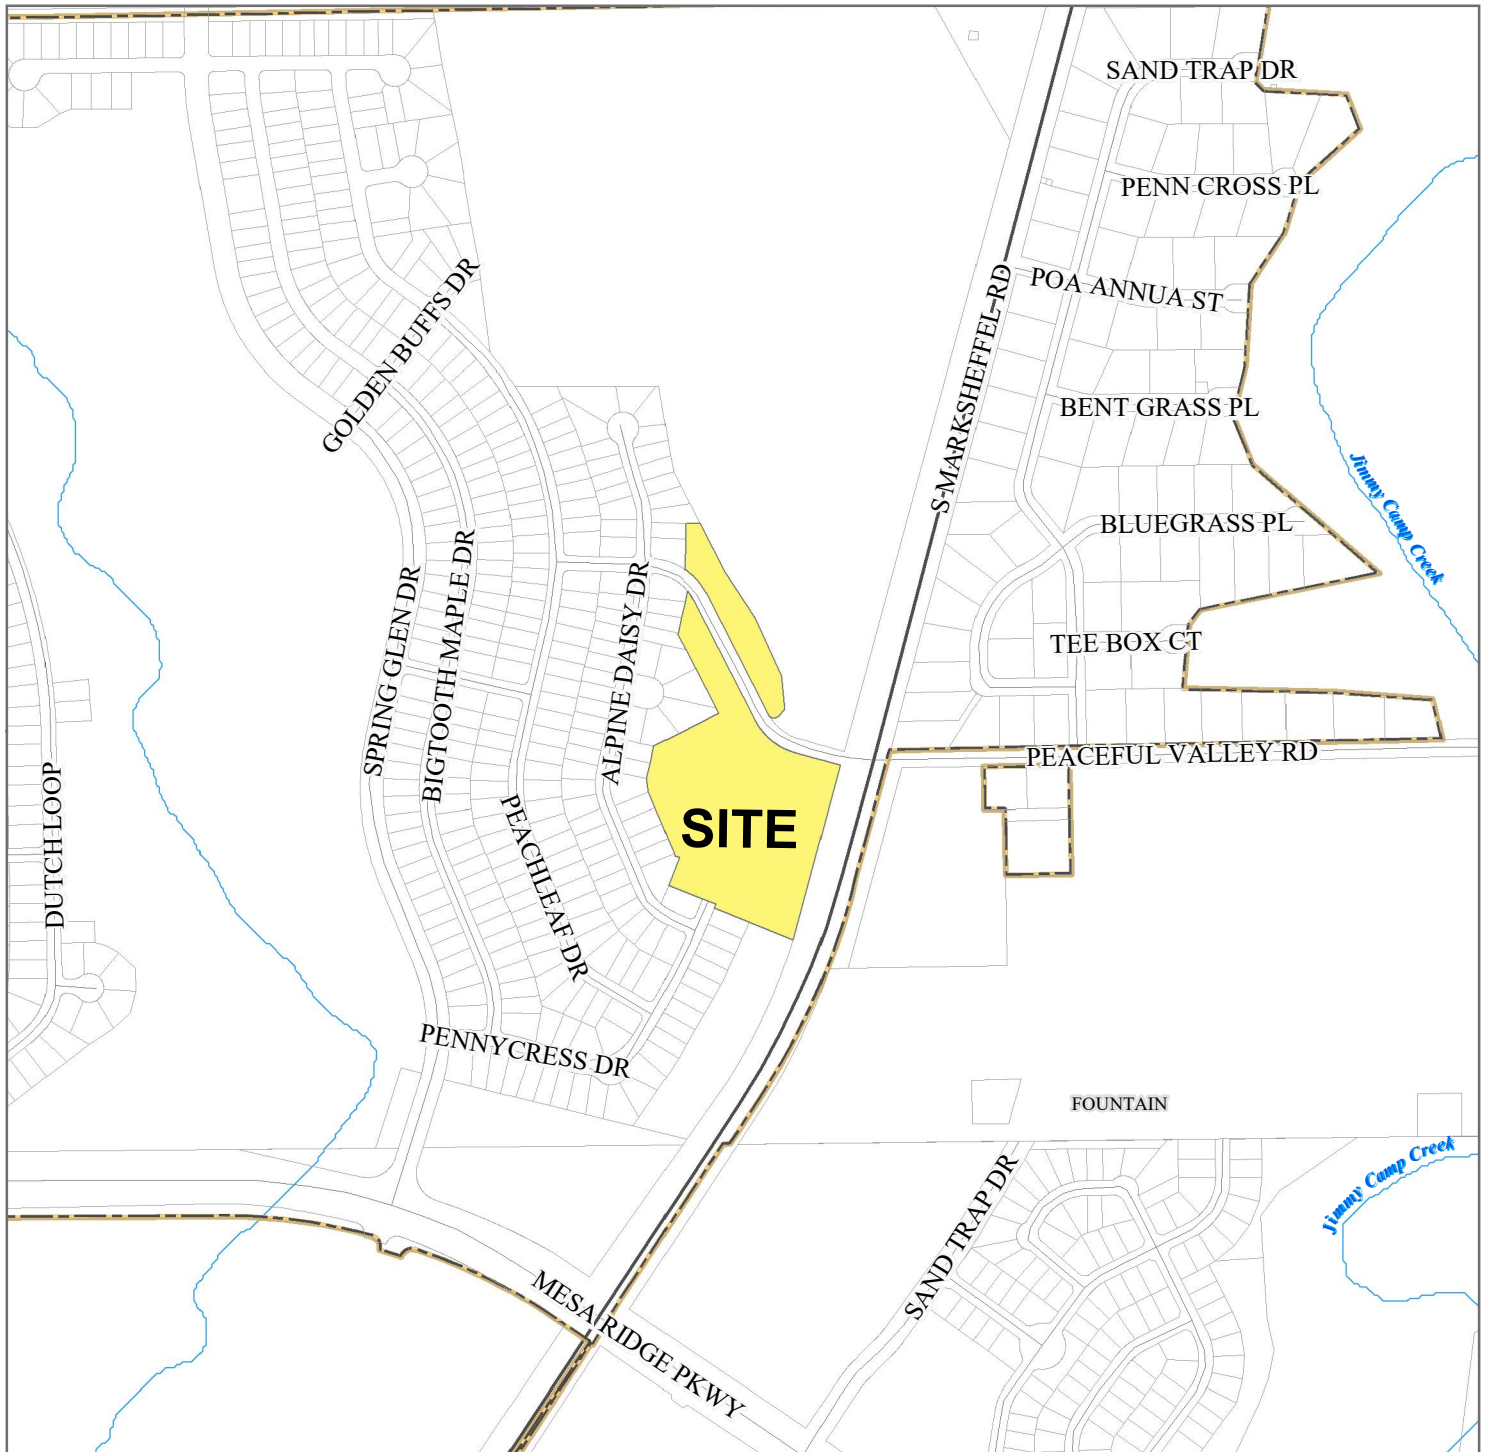 SAND TRAP DR
PENN CROSS PL
POA ANNUA ST
GOLDEN BUFFS DR
S MARKSHEFFEL RD
BENT GRASS PL
Jimmy Camp Creek
BLUEGRASS PL
SPRING GLEN DR
BIGTOOTH MAPLE DR
ALPINE DAISY DR
TEE BOX CT
PEACEFUL VALLEY RD
DUTCH LOOP
PEACHLEAF DR
SITE
PENNYCRESS DR
FOUNTAIN
Jimmy Camp Creek
SAND TRAP DR
MESA RIDGE PKWY